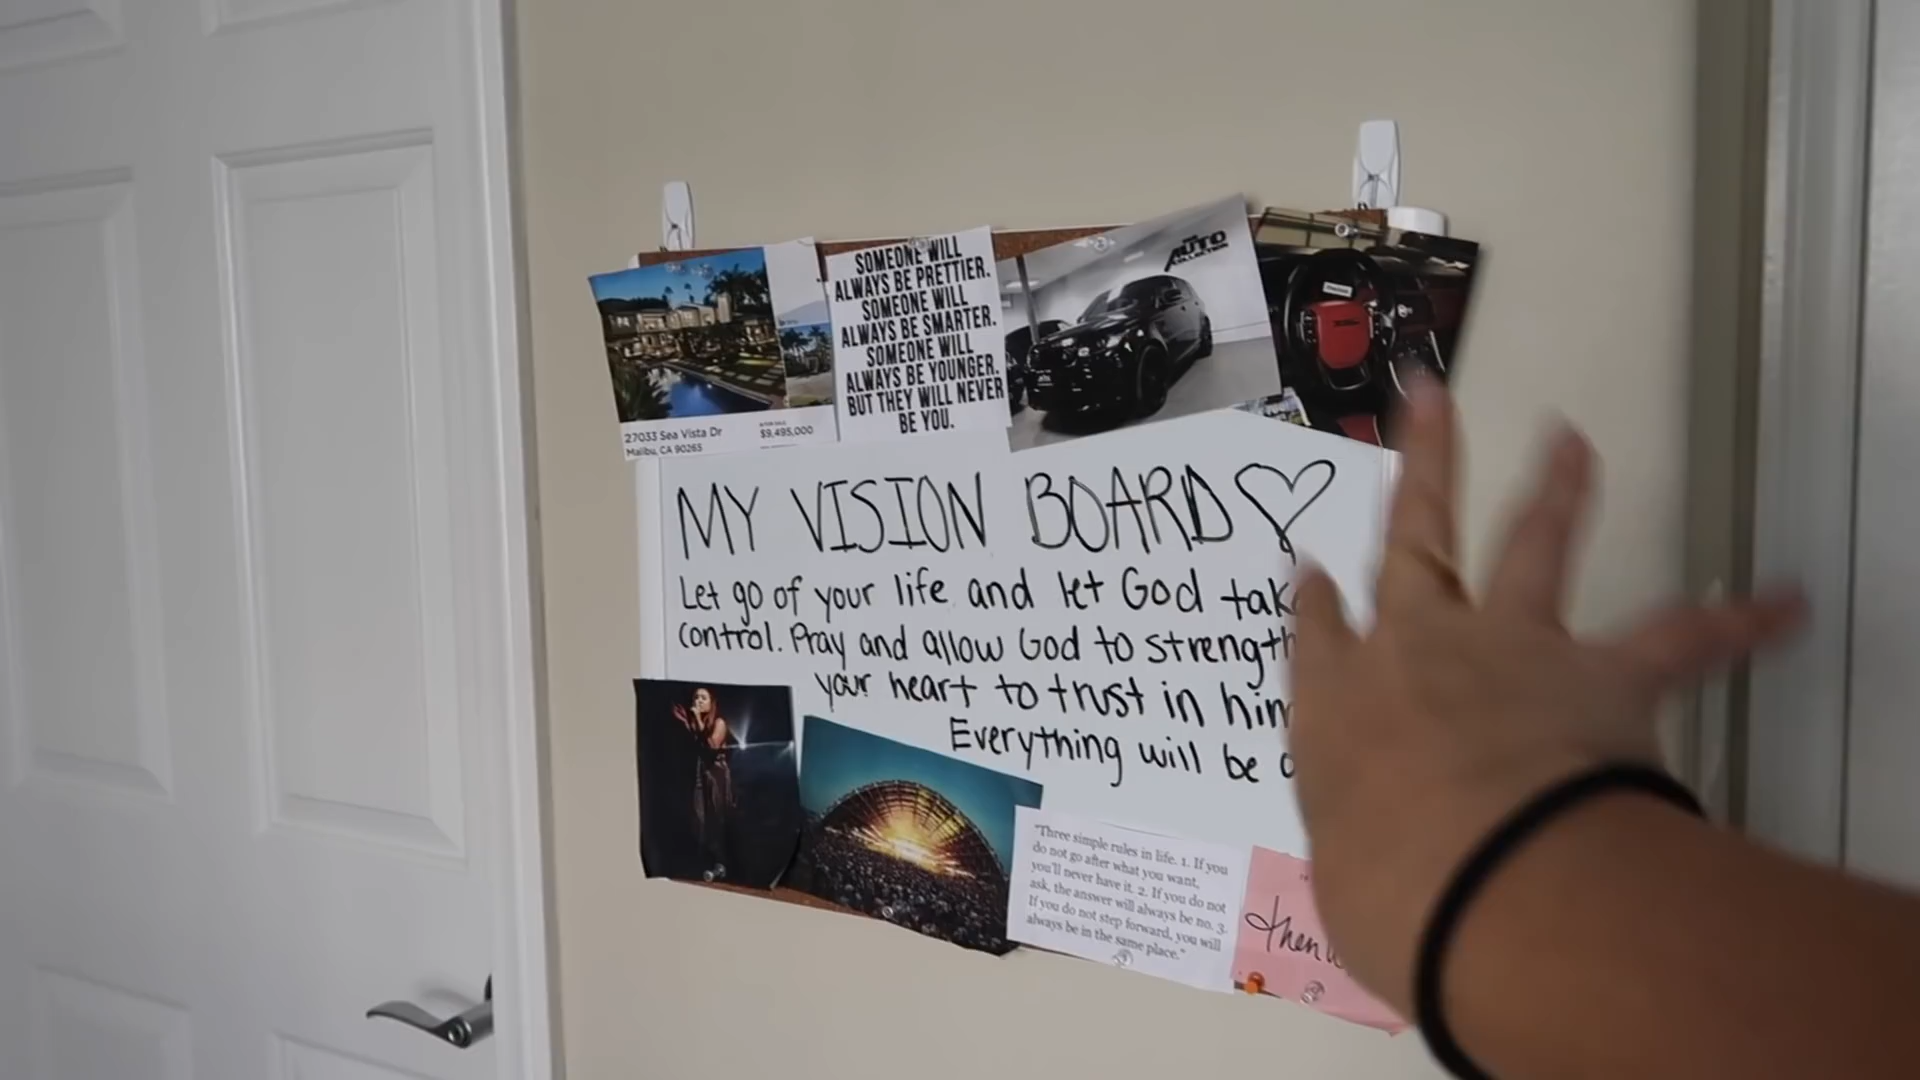 27033 Sea Vista Dr
Malibu, CA 90265
$9,495,000
SOMEONE WILL
ALWAYS BE PRETTIER.
SOMEONE WILL
ALWAYS BE SMARTER.
SOMEONE WILL
ALWAYS BE YOUNGER.
BUT THEY WILL NEVER
BE YOU.
AUTO
COLLECTION
MY VISION BOARD
Let go of your life and let God take
control. Pray and allow God to strength
your heart to trust in him
Everything will be
"Three simple rules in life. 1. If you
do not go after what you want,
you'll never have it. 2. If you do not
ask, the answer will always be no. 3.
If you do not step forward, you will
always be in the same place."
then